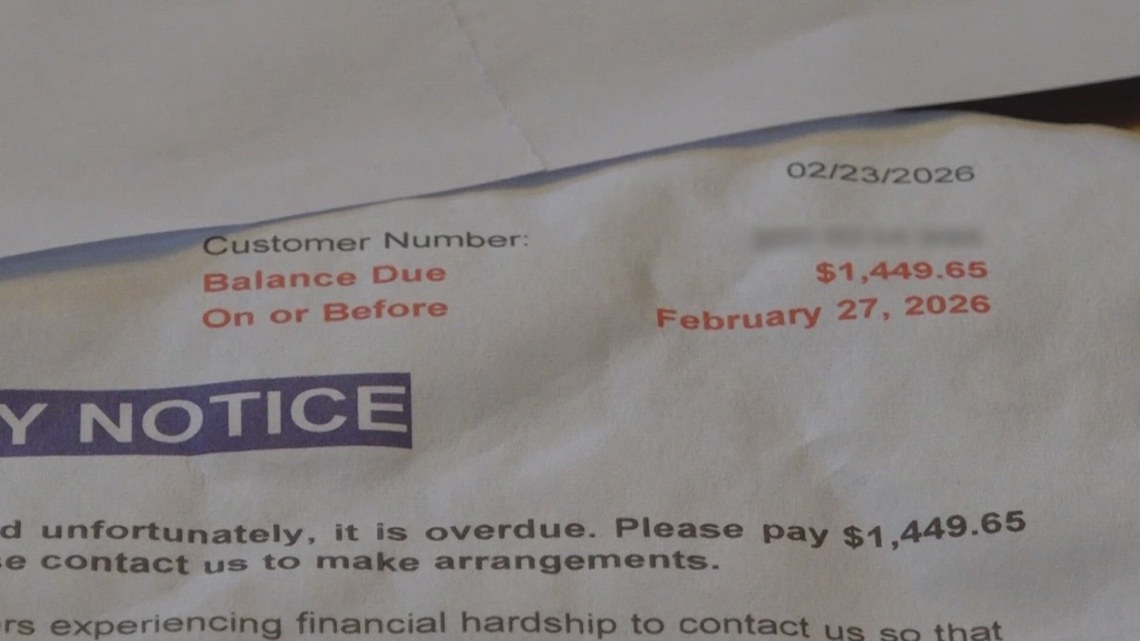 02/23/2026
Customer Number:
Balance Due $1,449.65
On or Before February 27, 2026
Y NOTICE
d unfortunately, it is overdue. Please pay $1,449.65
se contact us to make arrangements.
rs experiencing financial hardship to contact us so that